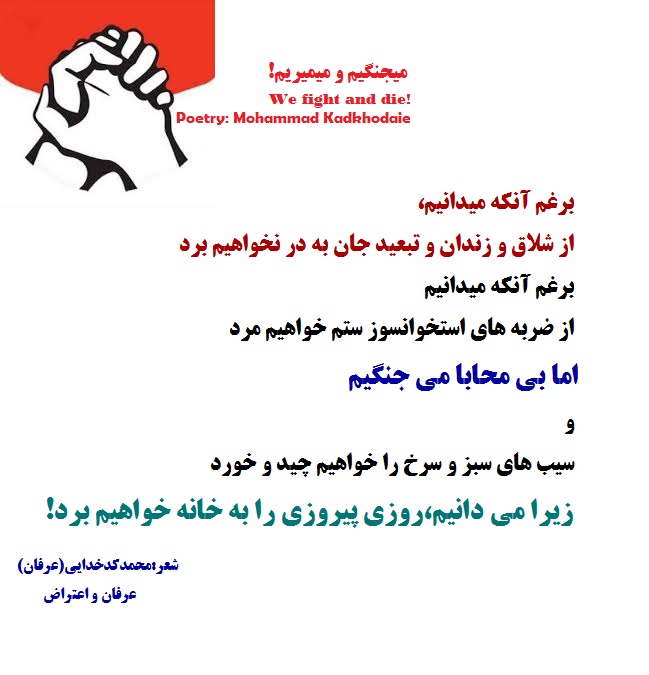 میجنگیم و میمیریم!
We fight and die!
Poetry: Mohammad Kadkhodaie
برغم آنکه میدانیم،
از شلاق و زندان و تبعید جان به در نخواهیم برد
برغم آنکه میدانیم
از ضربه های استخوانسوز ستم خواهیم مرد
اما بی محابا می جنگیم
و
سیب های سبز و سرخ را خواهیم چید و خورد
زیرا می دانیم،روزی پیروزی را به خانه خواهیم برد!
شعر:محمدکدخدایی(عرفان)
عرفان و اعتراض